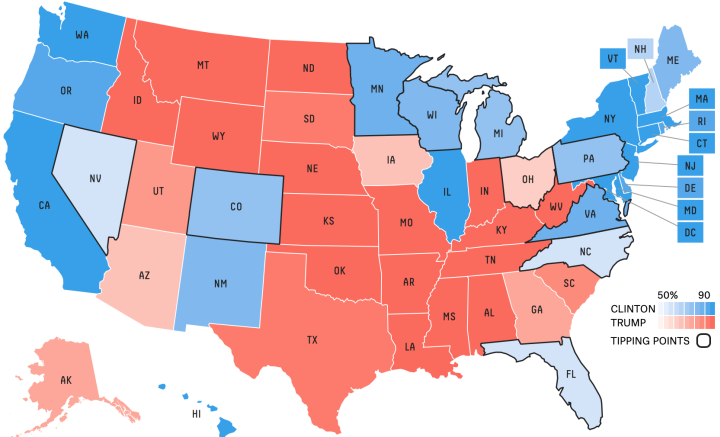 WA
MT
ND
MN
VT
NH
ME
OR
ID
WY
SD
WI
MI
NY
MA
RI
CT
NV
UT
CO
NE
IA
IL
IN
OH
PA
NJ
DE
MD
DC
CA
AZ
NM
KS
MO
KY
WV
VA
OK
AR
TN
NC
TX
LA
MS
AL
GA
SC
FL
AK
HI
50% 90
CLINTON
TRUMP
TIPPING POINTS